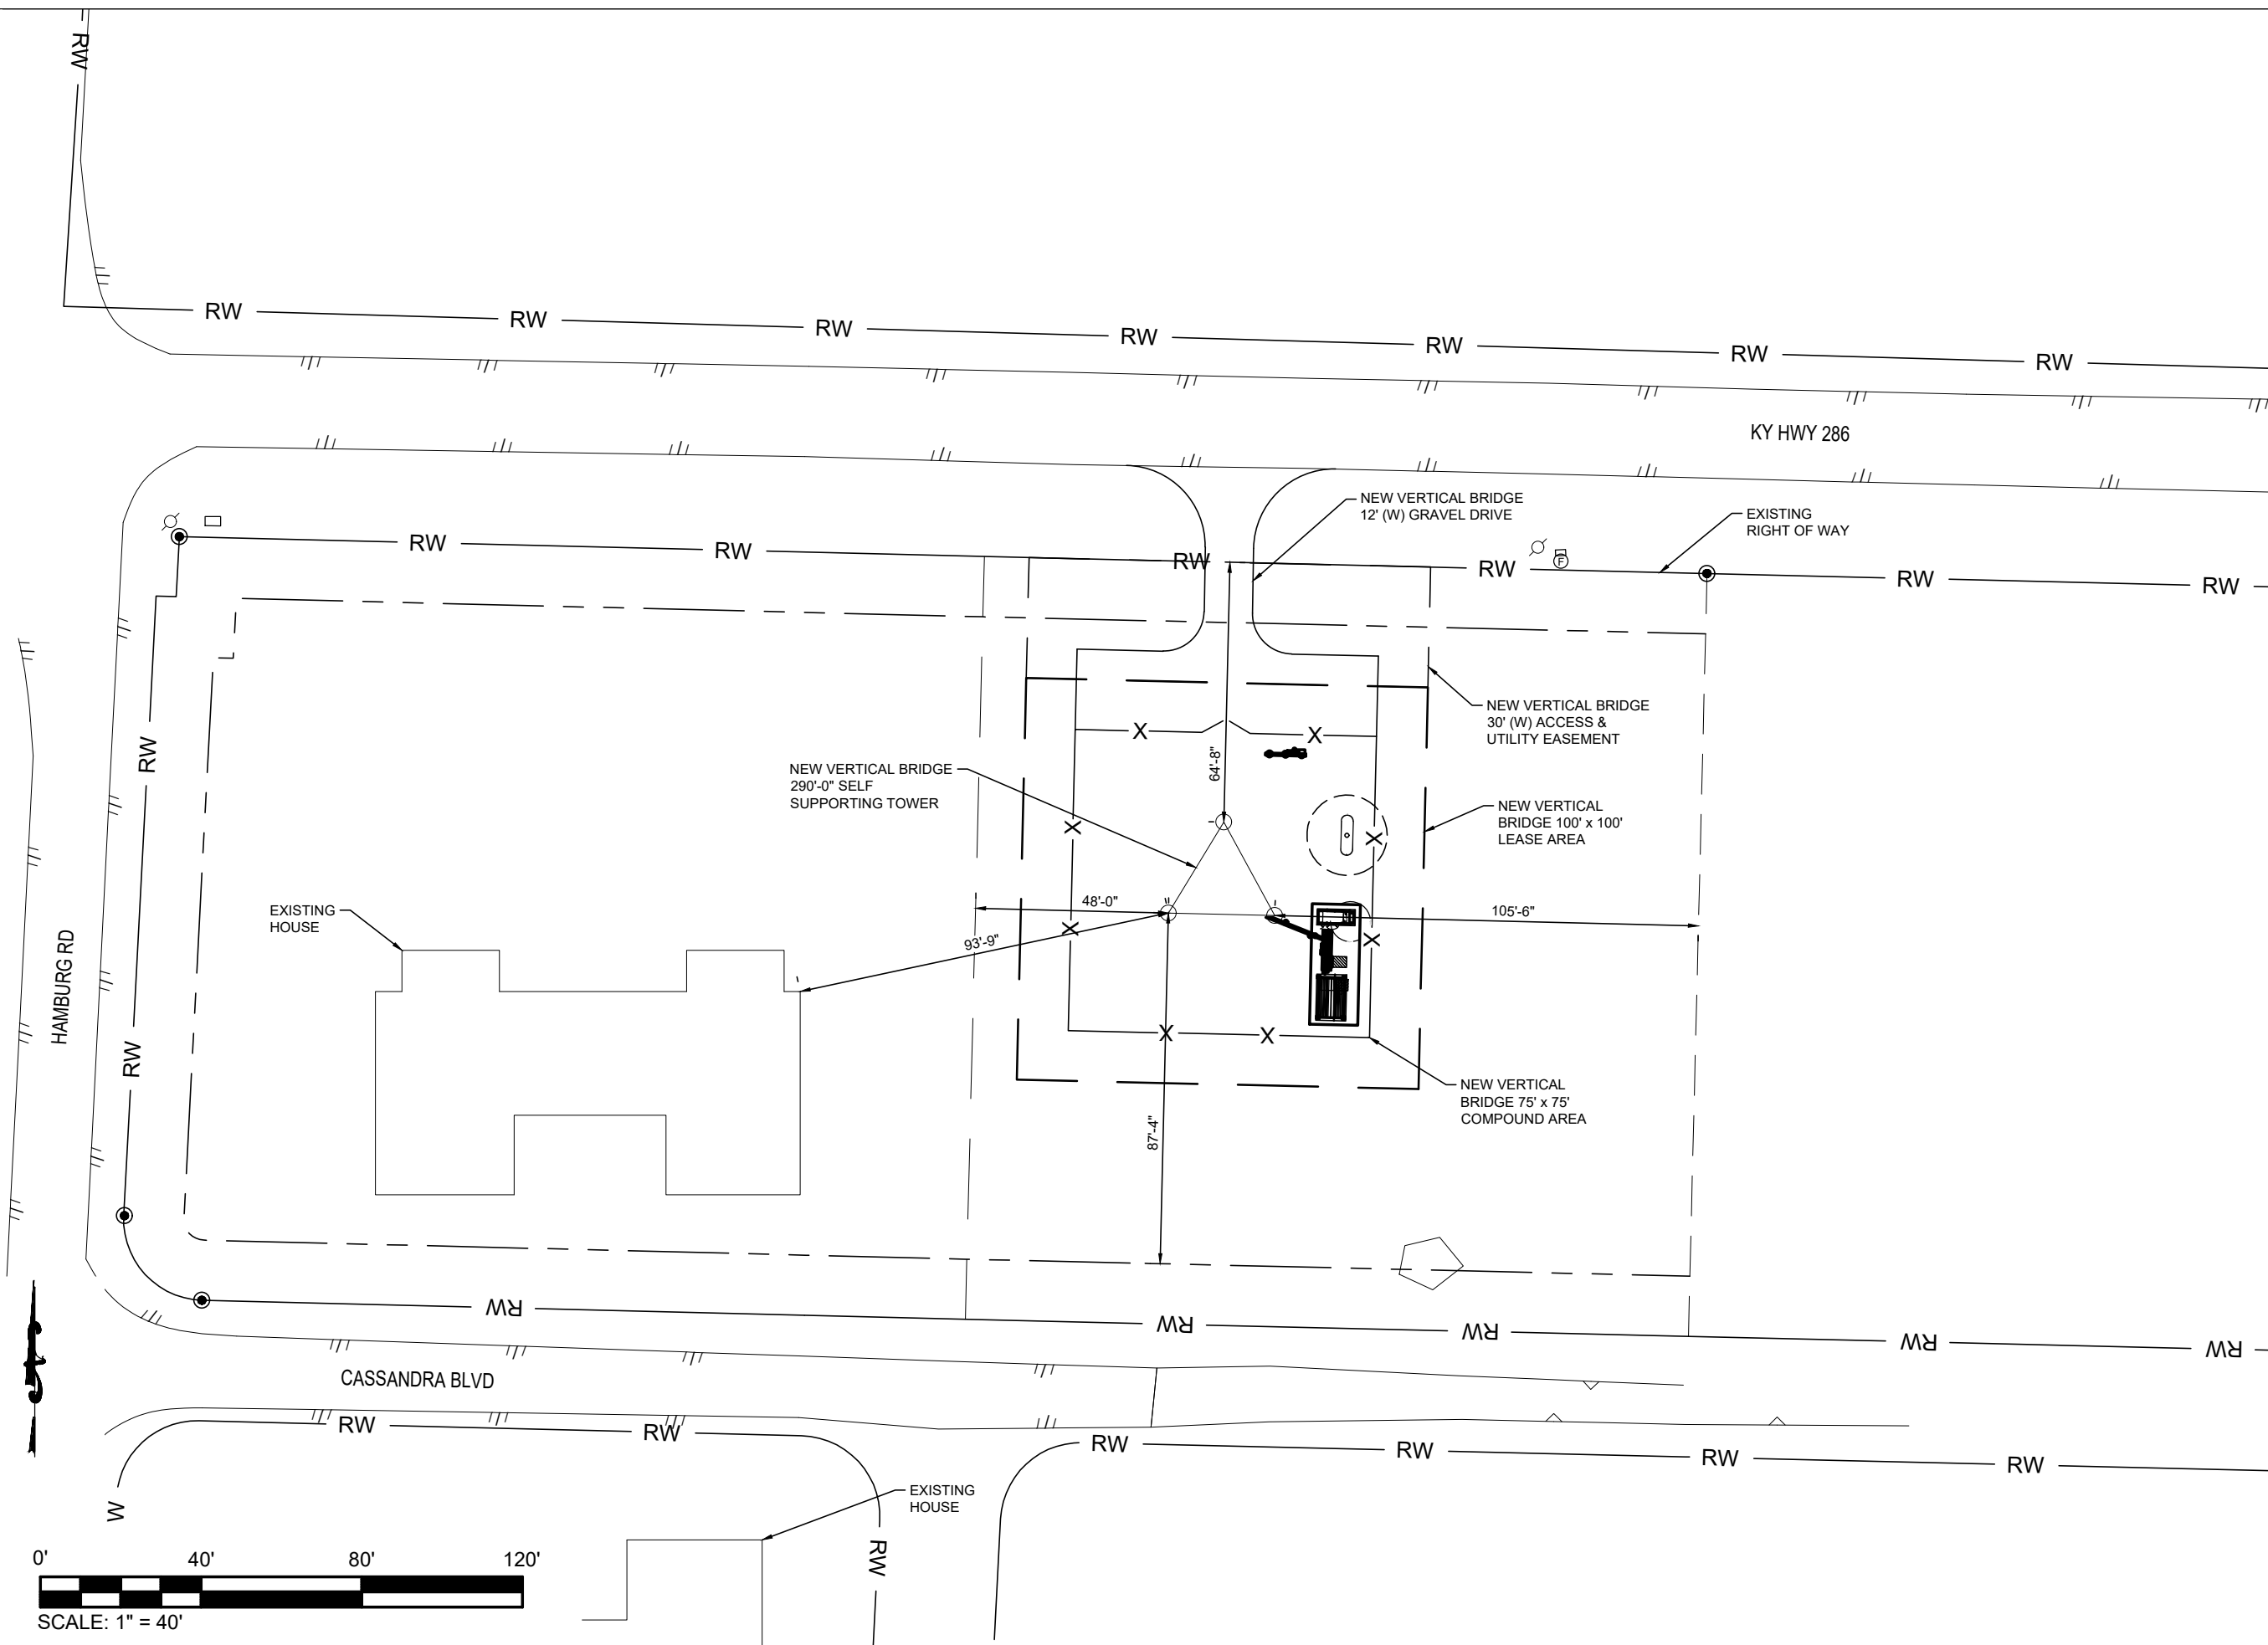 RW
RW RW RW RW RW RW RW
KY HWY 286
NEW VERTICAL BRIDGE
12' (W) GRAVEL DRIVE
EXISTING
RIGHT OF WAY
F
RW RW RW RW RW RW
NEW VERTICAL BRIDGE
30' (W) ACCESS &
UTILITY EASEMENT
X X
RW
64'-8"
NEW VERTICAL BRIDGE
290'-0" SELF
SUPPORTING TOWER
NEW VERTICAL
BRIDGE 100' x 100'
LEASE AREA
X X
48'-0"
105'-6"
EXISTING
HOUSE
93'-9"
X X
HAMBURG RD
RW
X X
NEW VERTICAL
BRIDGE 75' x 75'
COMPOUND AREA
87'-4"
RW RW RW RW RW
CASSANDRA BLVD
RW RW RW RW RW RW
W
EXISTING
HOUSE
RW
0' 40' 80' 120'
SCALE: 1" = 40'